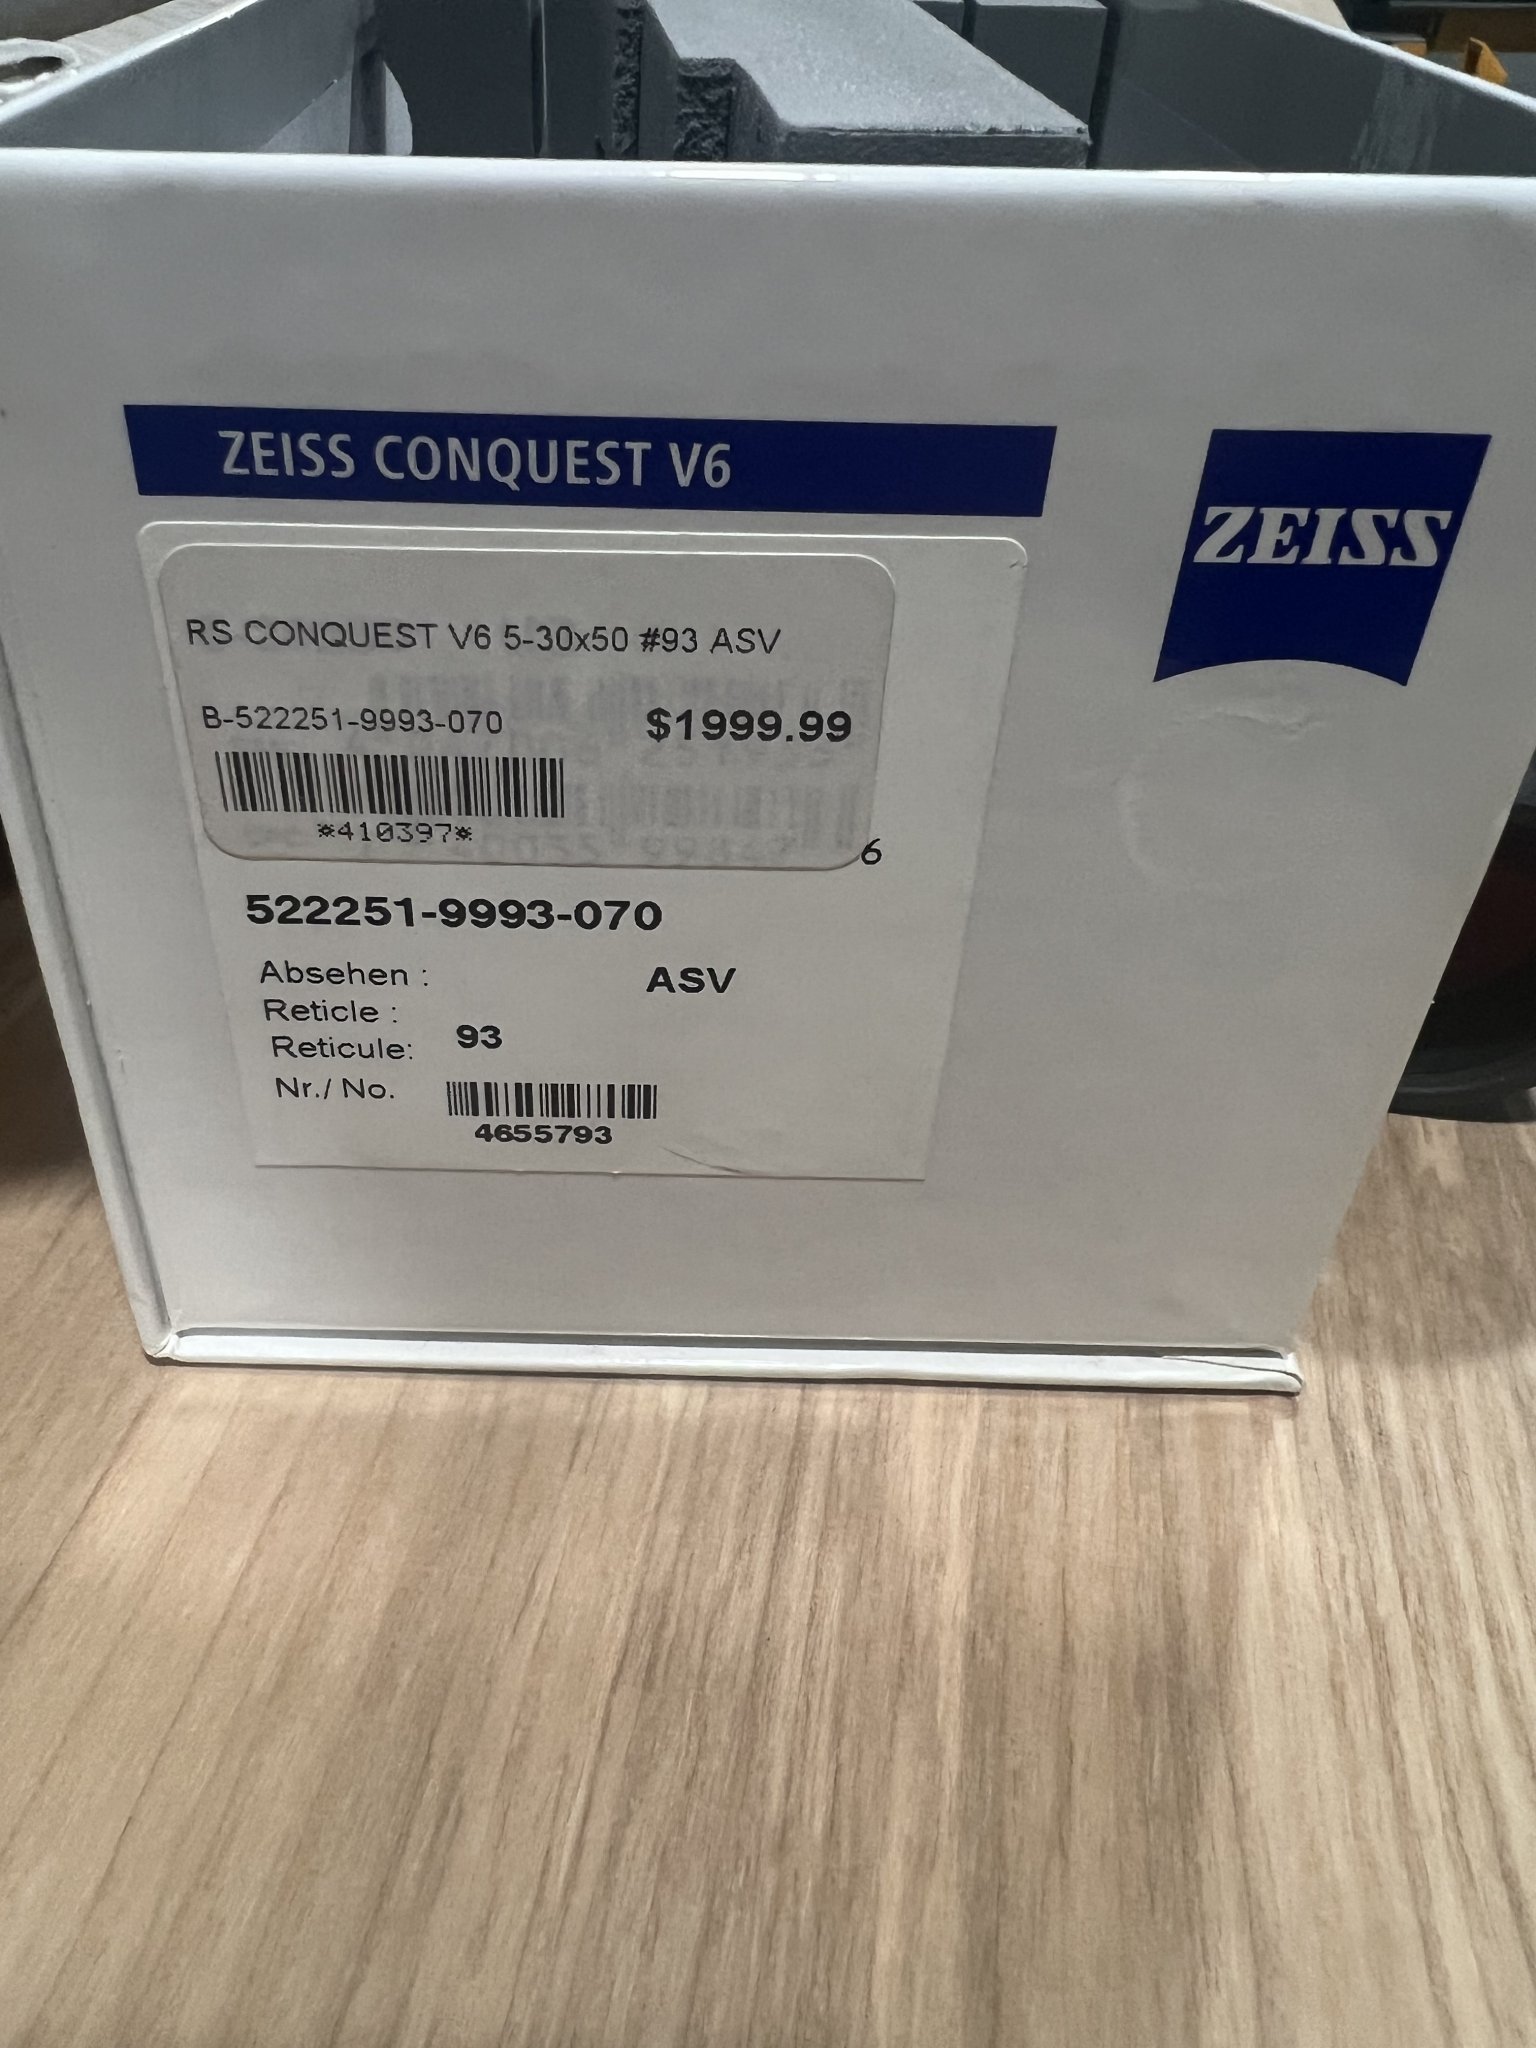 ZEISS CONQUEST V6
ZEISS
RS CONQUEST V6 5-30x50 #93 ASV
B-522251-9993-070 $1999.99
*410397*
6
522251-9993-070
Absehen : ASV
Reticle :
Reticule: 93
Nr./ No.
4655793